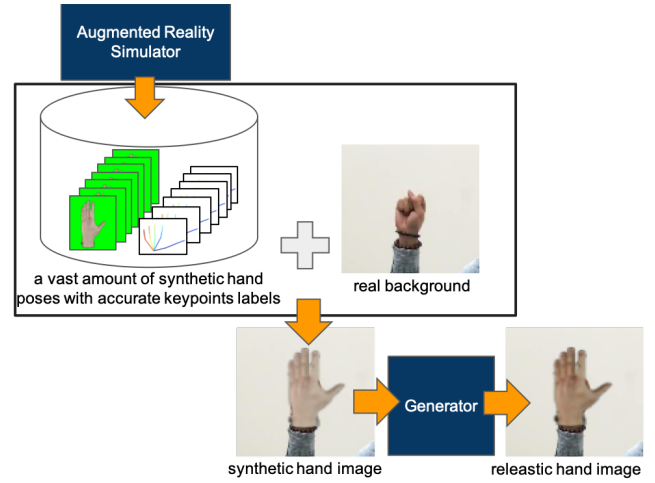 Augmented Reality
Simulator
a vast amount of synthetic hand
poses with accurate keypoints labels
real background
Generator
synthetic hand image
releastic hand image